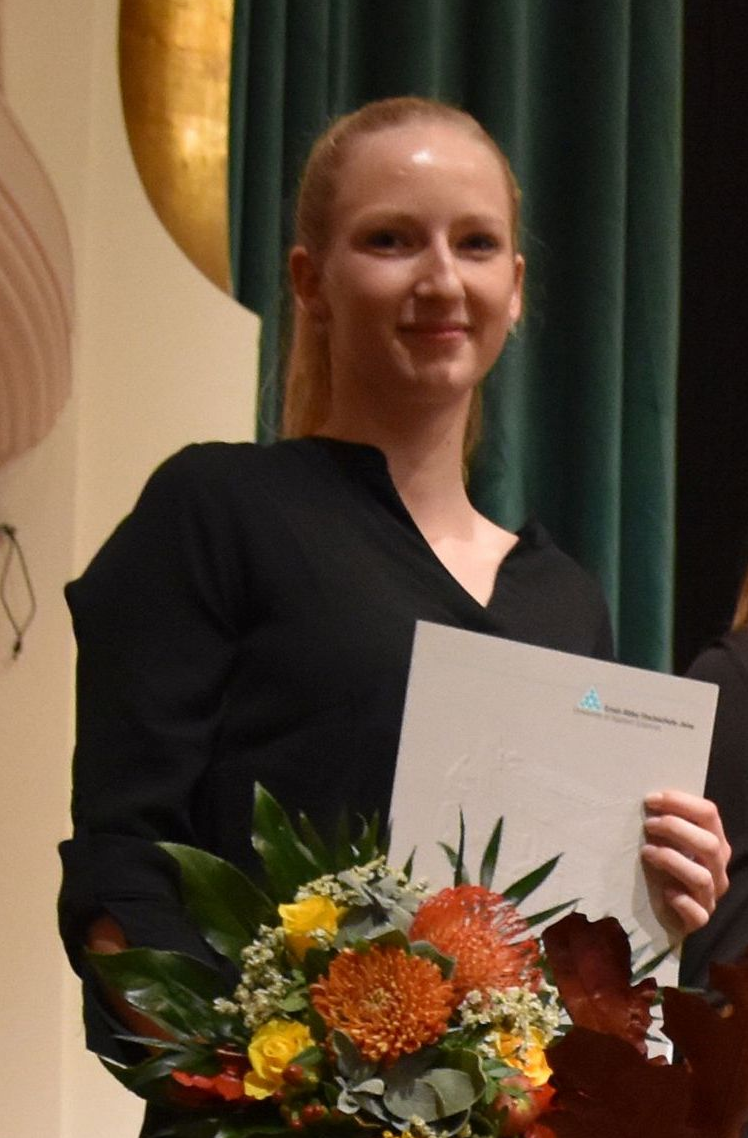 Ernst-Abbe-Hochschule Jena
University of Applied Sciences